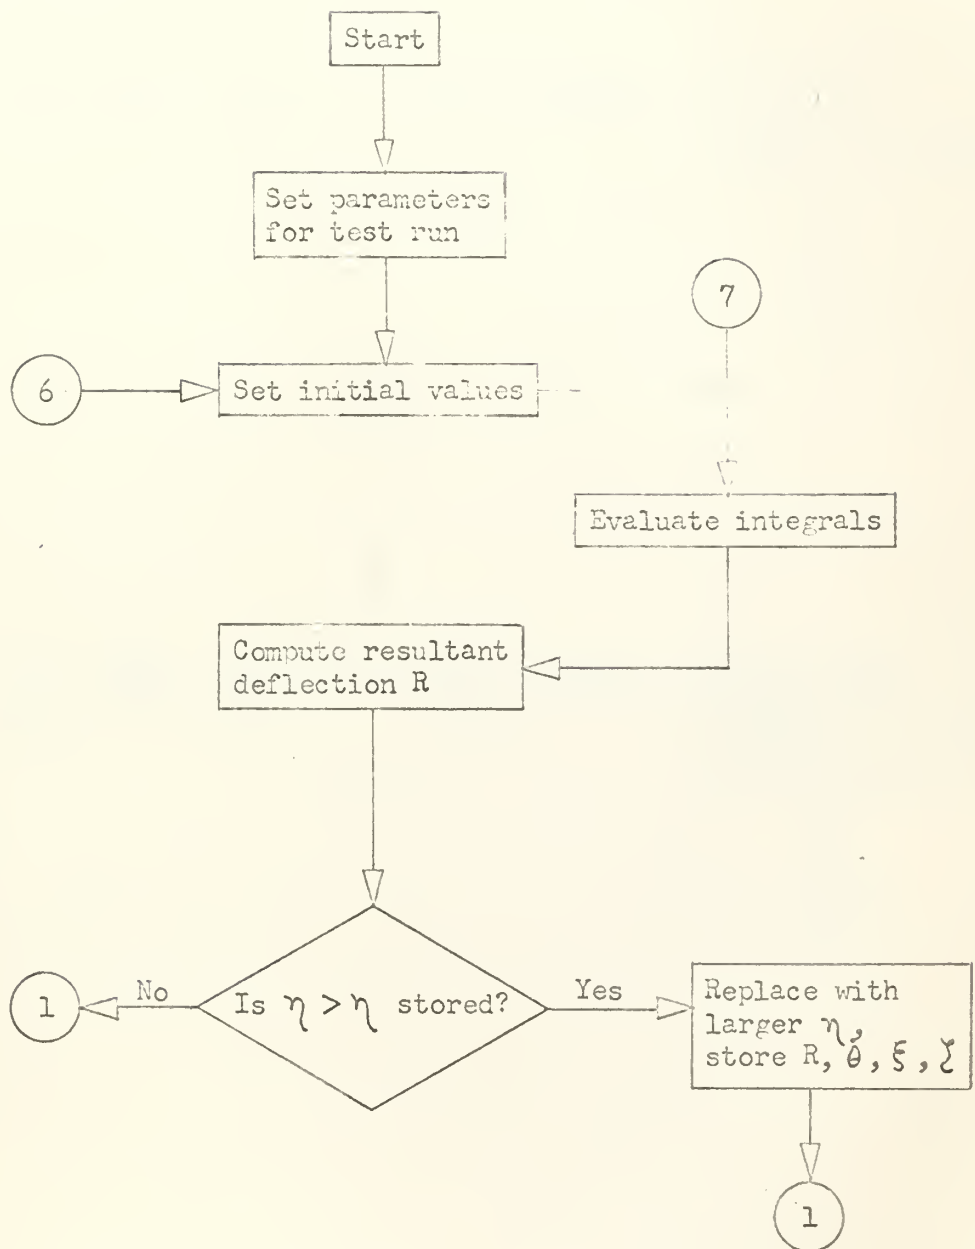 Start
Set parameters
for test run
7
6
Set initial values
Evaluate integrals
Compute resultant
deflection R
1
No
Is η > η stored?
Yes
Replace with
larger η,
store R, θ, ξ, ζ
1